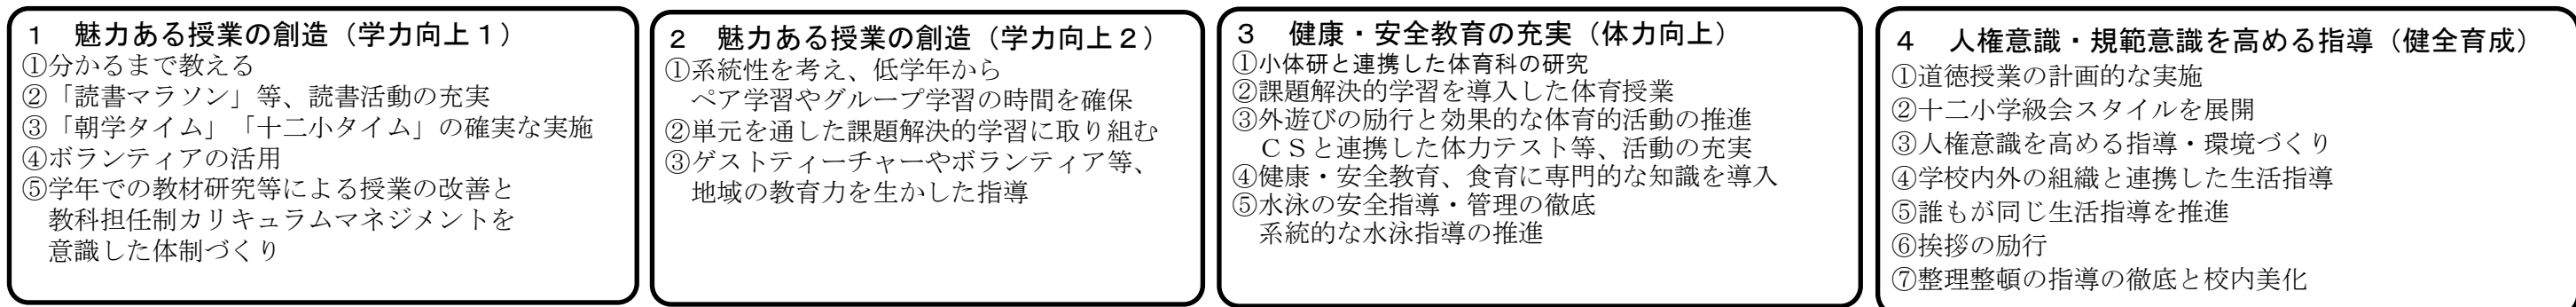 １　魅力ある授業の創造（学力向上１）
①分かるまで教える
②「読書マラソン」等、読書活動の充実
③「朝学タイム」「十二小タイム」の確実な実施
④ボランティアの活用
⑤学年での教材研究等による授業の改善と
教科担任制カリキュラムマネジメントを
意識した体制づくり
２　魅力ある授業の創造（学力向上２）
①系統性を考え、低学年から
ペア学習やグループ学習の時間を確保
②単元を通した課題解決的学習に取り組む
③ゲストティーチャーやボランティア等、
地域の教育力を生かした指導
３　健康・安全教育の充実（体力向上）
①小体研と連携した体育科の研究
②課題解決的学習を導入した体育授業
③外遊びの励行と効果的な体育的活動の推進
ＣＳと連携した体力テスト等、活動の充実
④健康・安全教育、食育に専門的な知識を導入
⑤水泳の安全指導・管理の徹底
系統的な水泳指導の推進
４　人権意識・規範意識を高める指導（健全育成）
①道徳授業の計画的な実施
②十二小学級会スタイルを展開
③人権意識を高める指導・環境づくり
④学校内外の組織と連携した生活指導
⑤誰もが同じ生活指導を推進
⑥挨拶の励行
⑦整理整頓の指導の徹底と校内美化